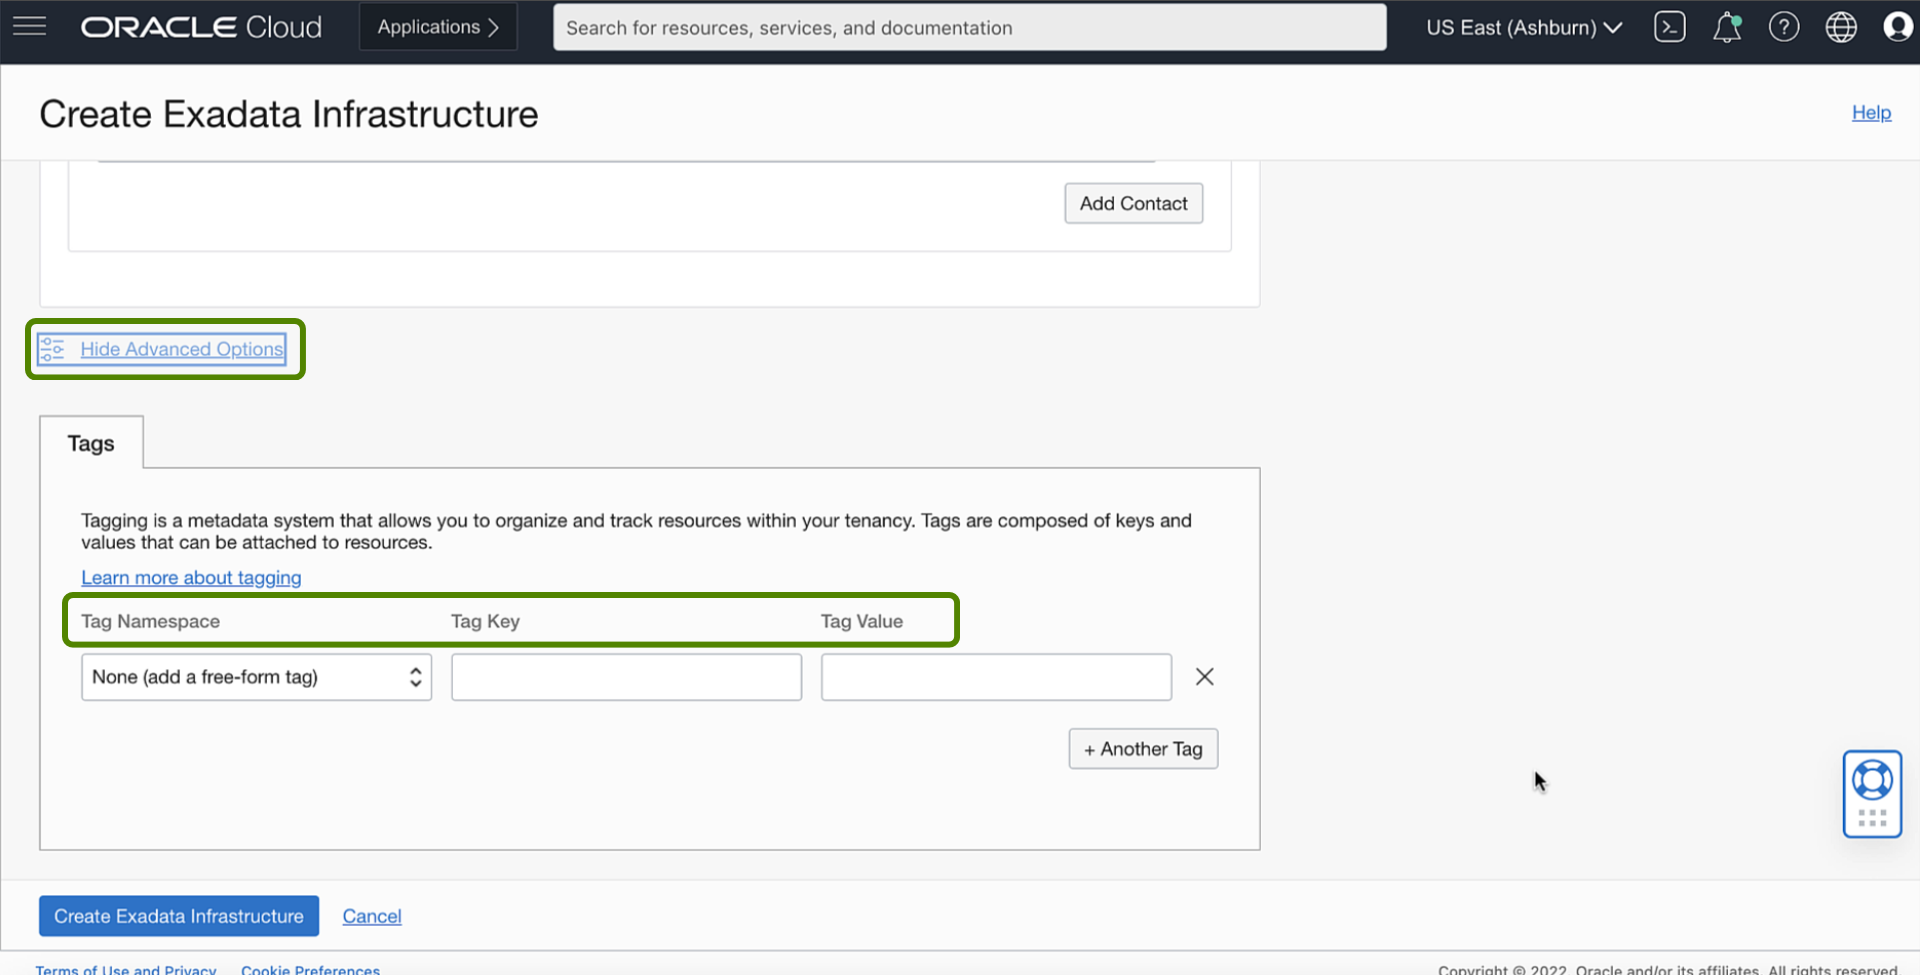 ORACLE Cloud
Applications
Search for resources, services, and documentation
US East (Ashburn)
Create Exadata Infrastructure
Help
Add Contact
Hide Advanced Options
Tags
Tagging is a metadata system that allows you to organize and track resources within your tenancy. Tags are composed of keys and
values that can be attached to resources.
Learn more about tagging
Tag Namespace Tag Key Tag Value
None (add a free-form tag)
+ Another Tag
Create Exadata Infrastructure Cancel
Terms of Use and Privacy Cookie Preferences
Copyright © 2022, Oracle and/or its affiliates. All rights reserved.